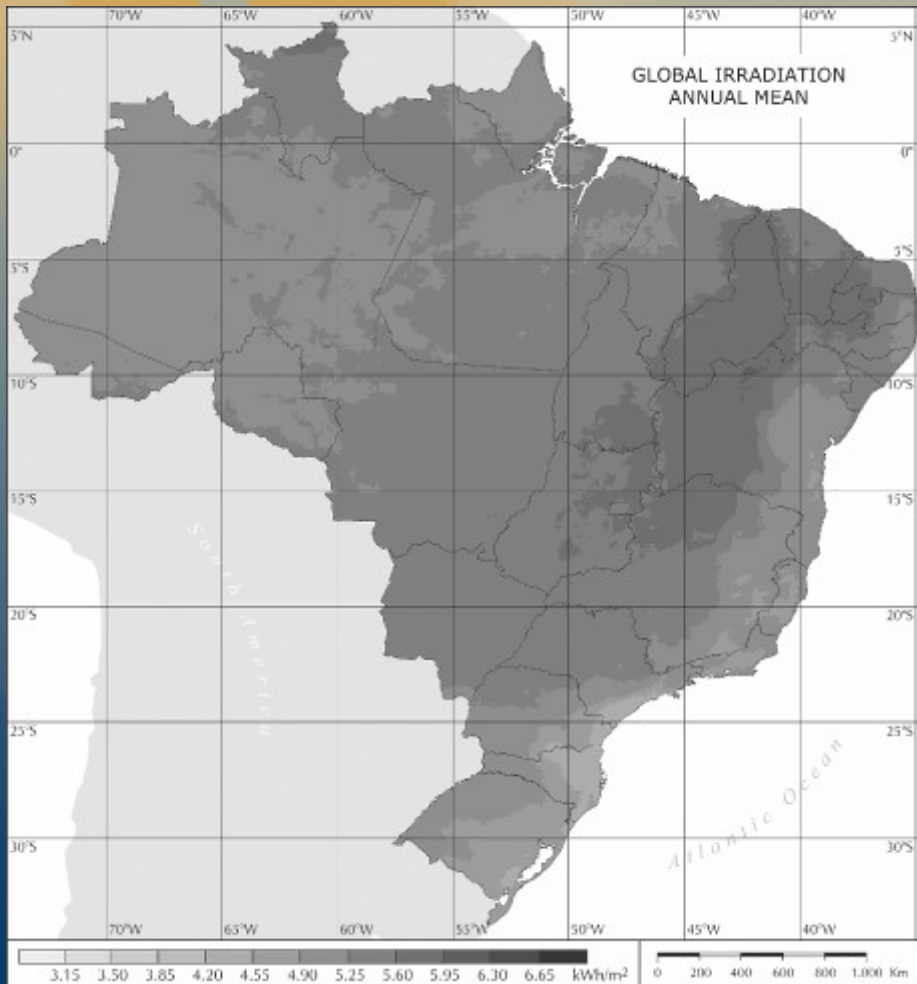 70°W 65°W 60°W 55°W 50°W 45°W 40°W
5°N 5°N
GLOBAL IRRADIATION
ANNUAL MEAN
0° 0°
5°S 5°S
10°S 10°S
15°S 15°S
South America
20°S 20°S
25°S 25°S
Atlantic Ocean
30°S 30°S
70°W 65°W 60°W 55°W 50°W 45°W 40°W
3.15 3.50 3.85 4.20 4.55 4.90 5.25 5.60 5.95 6.30 6.65 kWh/m²
0 200 400 600 800 1.000 Km